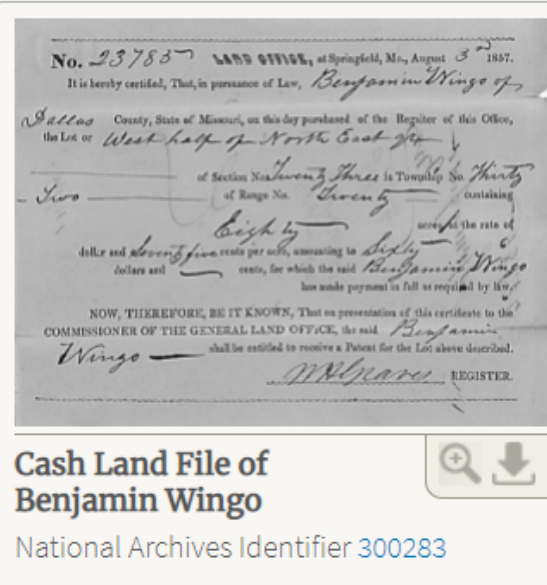 No. 23785 LAND OFFICE, at Springfield, Mo., August 3rd 1857.
It is hereby certified, That, in pursuance of Law, Benjamin Wingo of
Dallas County, State of Missouri, on this day purchased of the Register of this Office,
the Lot or West half of North East qr
of Section No. Twenty Three in Township No. Thirty
Two of Range No. Twenty containing
Eighty acres, at the rate of
dollar and Seventy five cents per acre, amounting to Sixty
dollars and cents, for which the said Benjamin Wingo
has made payment in full as required by law.
NOW, THEREFORE, BE IT KNOWN, That on presentation of this certificate to the
COMMISSIONER OF THE GENERAL LAND OFFICE, the said Benjamin
Wingo shall be entitled to receive a Patent for the Lot above described.
REGISTER.
Cash Land File of
Benjamin Wingo
National Archives Identifier 300283